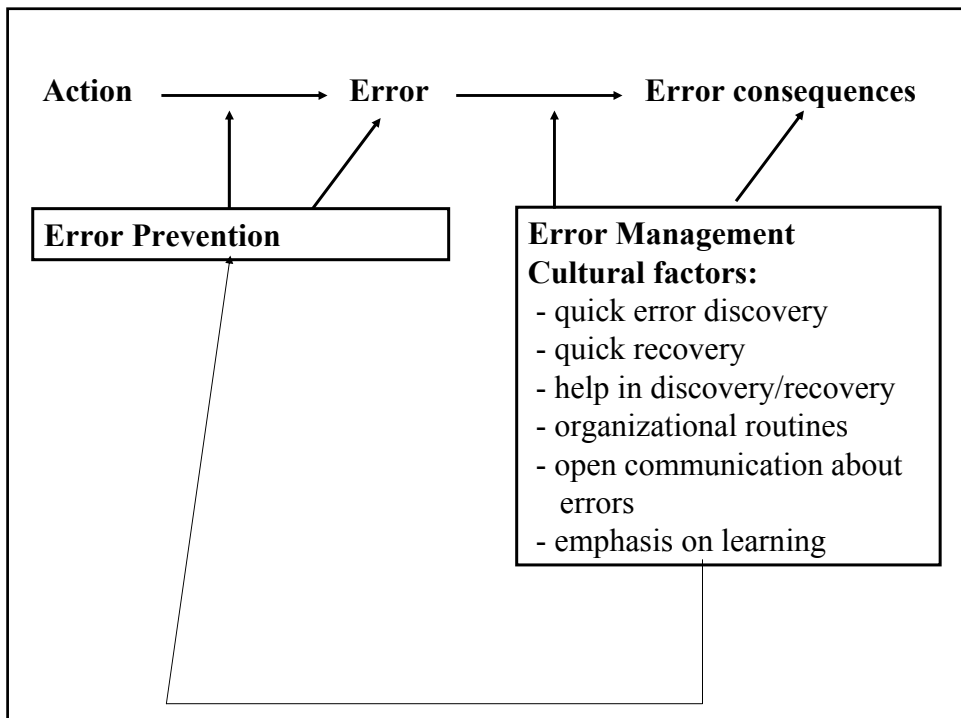 Action
Error
Error consequences
Error Prevention
Error Management
Cultural factors:
- quick error discovery
- quick recovery
- help in discovery/recovery
- organizational routines
- open communication about
errors
- emphasis on learning